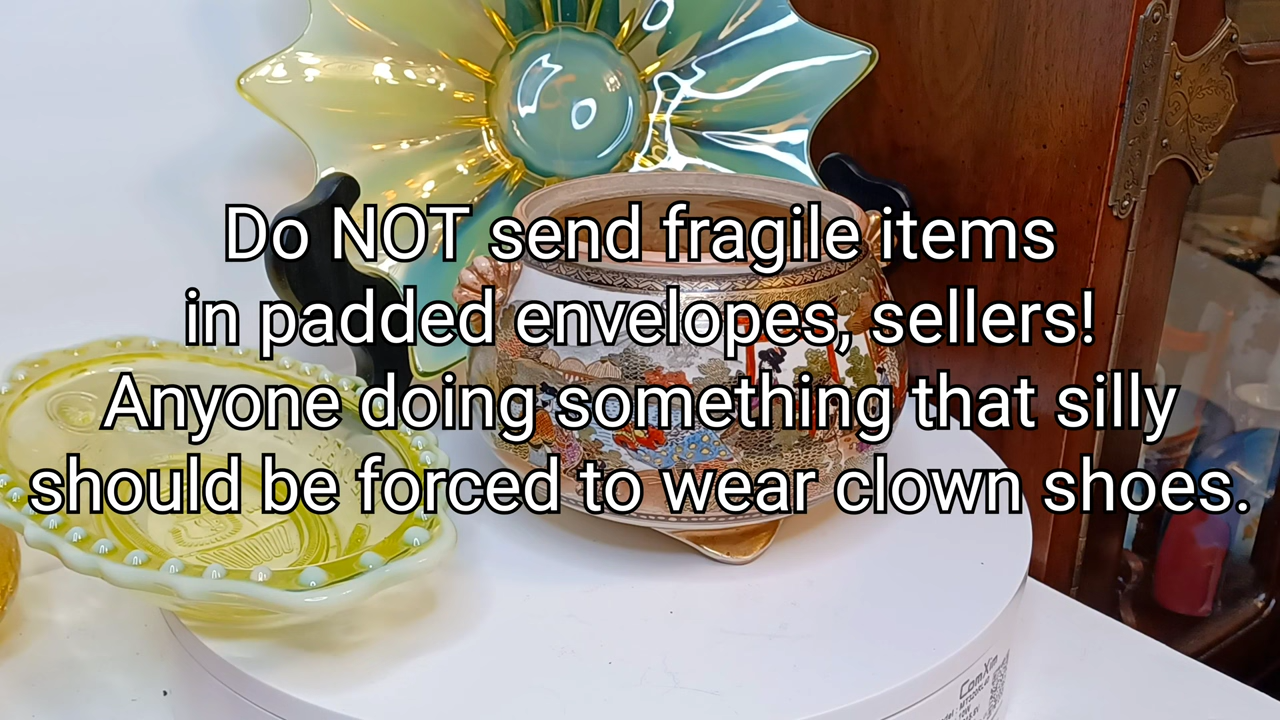 Do NOT send fragile items
in padded envelopes, sellers!
Anyone doing something that silly
should be forced to wear clown shoes.
ComXim